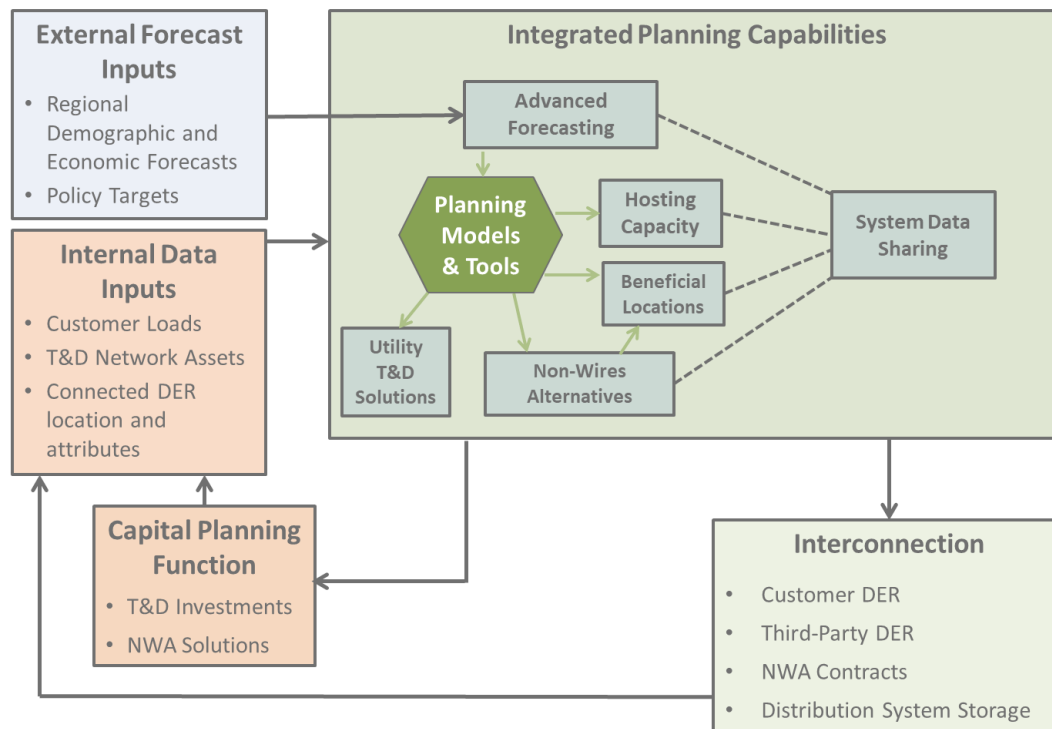 External Forecast
Inputs
• Regional
Demographic and
Economic Forecasts
• Policy Targets
Internal Data
Inputs
• Customer Loads
• T&D Network Assets
• Connected DER
location and
attributes
Capital Planning
Function
• T&D Investments
• NWA Solutions
Integrated Planning Capabilities
Advanced
Forecasting
Planning
Models
& Tools
Hosting
Capacity
Beneficial
Locations
System Data
Sharing
Utility
T&D
Solutions
Non-Wires
Alternatives
Interconnection
• Customer DER
• Third-Party DER
• NWA Contracts
• Distribution System Storage